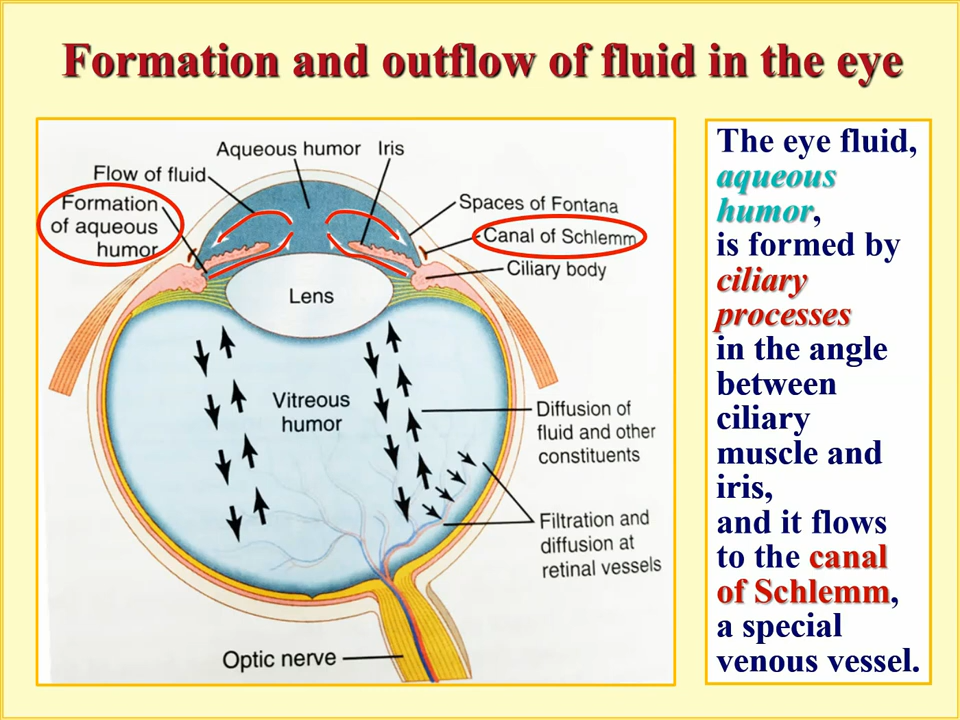 Formation and outflow of fluid in the eye
Aqueous humor
Iris
Flow of fluid
Formation
of aqueous
humor
Spaces of Fontana
Canal of Schlemm
Ciliary body
Lens
Vitreous
humor
Diffusion of
fluid and other
constituents
Filtration and
diffusion at
retinal vessels
Optic nerve
The eye fluid,
aqueous
humor,
is formed by
ciliary
processes
in the angle
between
ciliary
muscle and
iris,
and it flows
to the canal
of Schlemm,
a special
venous vessel.